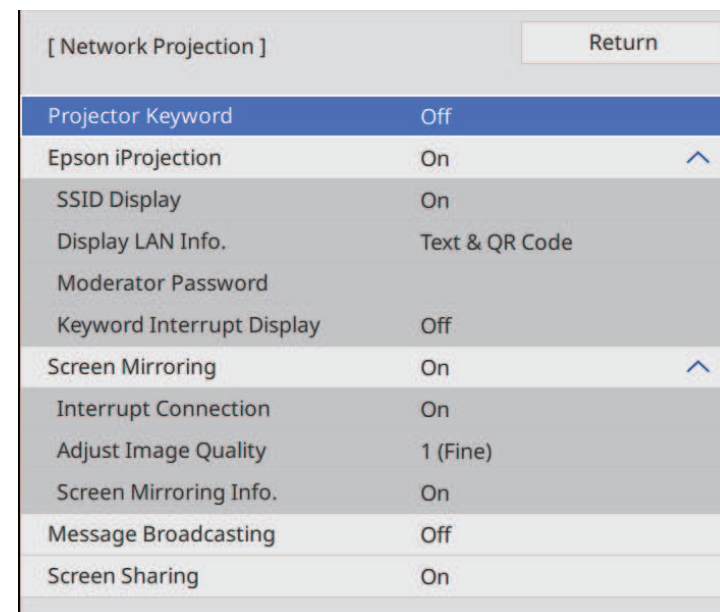 [ Network Projection ] Return
Projector Keyword Off
Epson iProjection On
SSID Display On
Display LAN Info. Text & QR Code
Moderator Password
Keyword Interrupt Display Off
Screen Mirroring On
Interrupt Connection On
Adjust Image Quality 1 (Fine)
Screen Mirroring Info. On
Message Broadcasting Off
Screen Sharing On